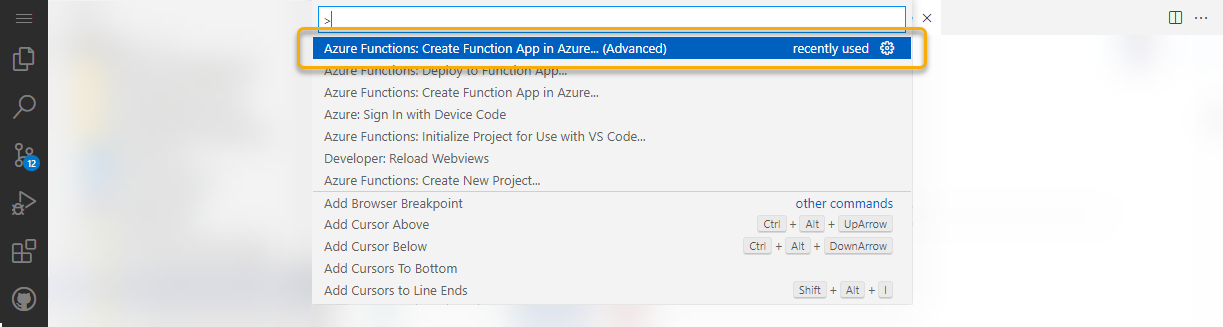 >
Azure Functions: Create Function App in Azure... (Advanced) recently used
Azure Functions: Deploy to Function App...
Azure Functions: Create Function App in Azure...
Azure: Sign In with Device Code
Azure Functions: Initialize Project for Use with VS Code...
Developer: Reload Webviews
Azure Functions: Create New Project...
Add Browser Breakpoint other commands
Add Cursor Above Ctrl + Alt + UpArrow
Add Cursor Below Ctrl + Alt + DownArrow
12
Add Cursors To Bottom
Add Cursors to Line Ends Shift + Alt + I